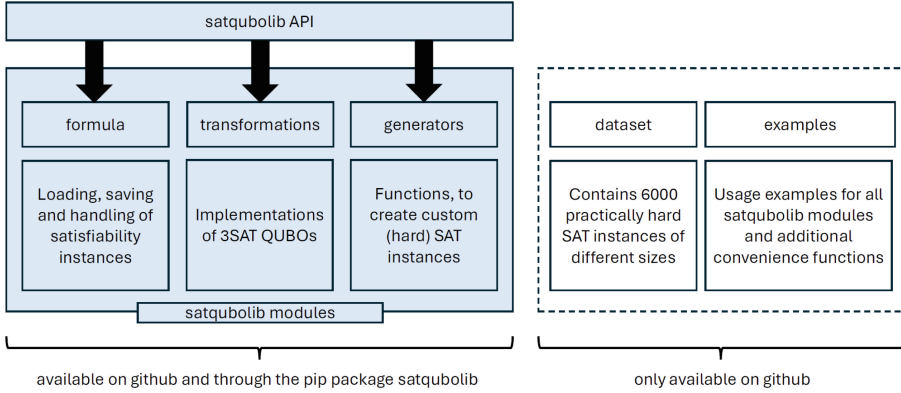 satqubolib API
formula
transformations
generators
dataset
examples
Loading, saving
and handling of
satisfiability
instances
Implementations
of 3SAT QUBOs
Functions, to
create custom
(hard) SAT
instances
Contains 6000
practically hard
SAT instances of
different sizes
Usage examples for all
satqubolib modules
and additional
convenience functions
satqubolib modules
available on github and through the pip package satqubolib
only available on github